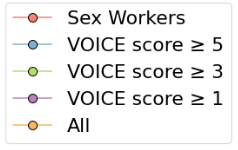 Sex Workers
VOICE score ≥ 5
VOICE score ≥ 3
VOICE score ≥ 1
All